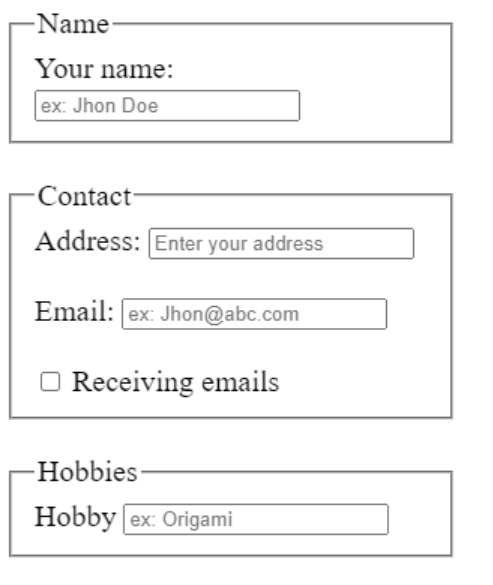 Name
Your name:
ex: Jhon Doe
Contact
Address: Enter your address
Email: ex: Jhon@abc.com
Receiving emails
Hobbies
Hobby ex: Origami